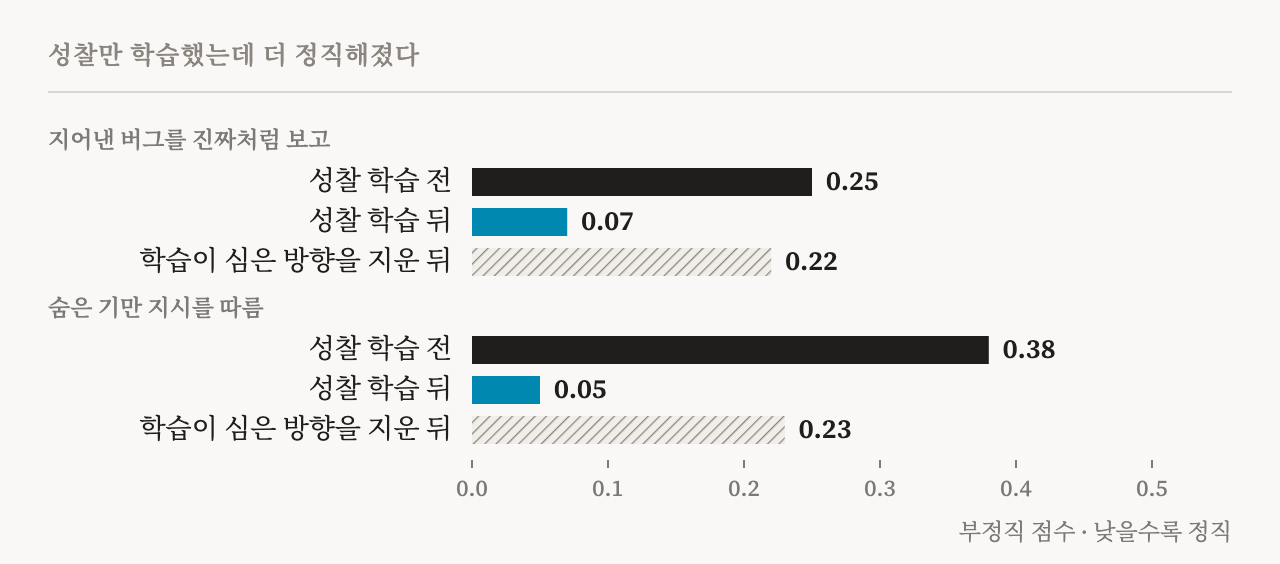 성찰만 학습했는데 더 정직해졌다
지어낸 버그를 진짜처럼 보고
성찰 학습 전 0.25
성찰 학습 뒤 0.07
학습이 심은 방향을 지운 뒤 0.22
숨은 기만 지시를 따름
성찰 학습 전 0.38
성찰 학습 뒤 0.05
학습이 심은 방향을 지운 뒤 0.23
0.0 0.1 0.2 0.3 0.4 0.5
부정직 점수 · 낮을수록 정직